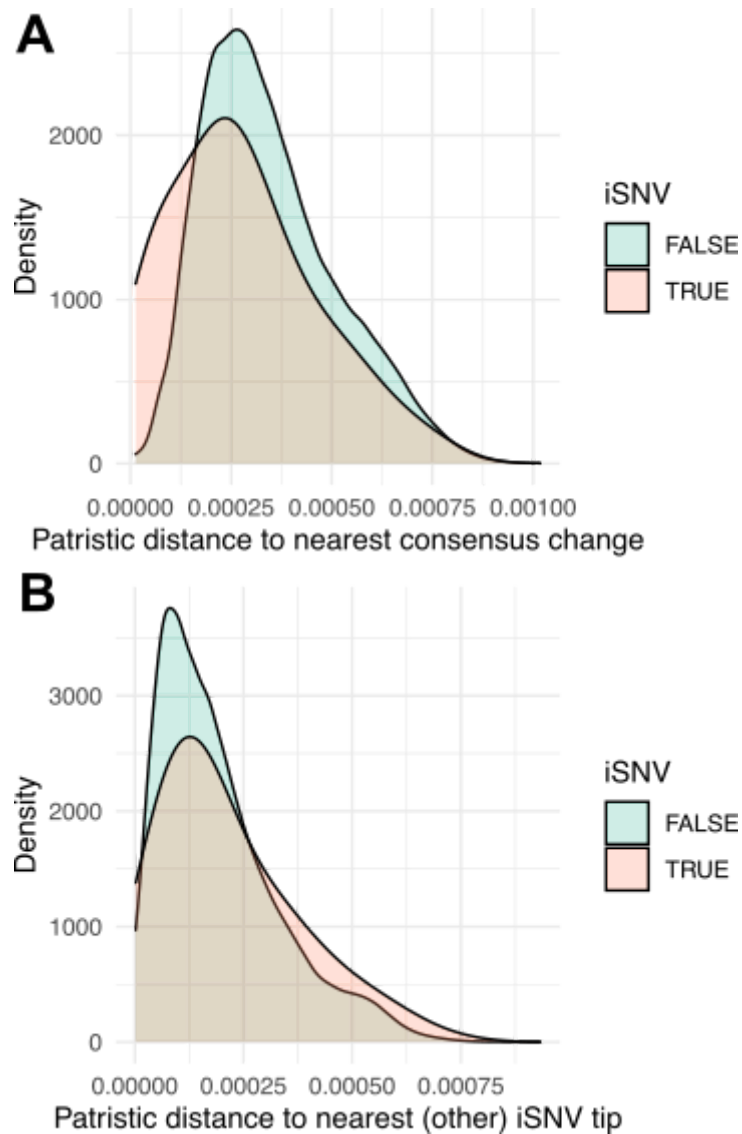 A
2000
1000
0
Density
0.00000 0.00025 0.00050 0.00075 0.00100
Patristic distance to nearest consensus change
iSNV
FALSE
TRUE
B
3000
2000
1000
0
Density
0.00000 0.00025 0.00050 0.00075
Patristic distance to nearest (other) iSNV tip
iSNV
FALSE
TRUE